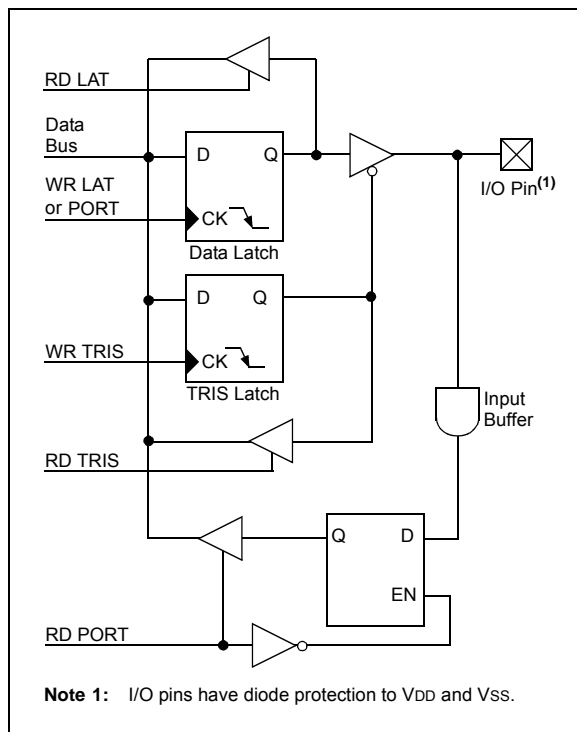 RD LAT
Data
Bus
D Q
WR LAT
or PORT
CK
Data Latch
I/O Pin(1)
D Q
WR TRIS
CK
TRIS Latch
Input
Buffer
RD TRIS
Q D
EN
RD PORT
Note 1: I/O pins have diode protection to VDD and VSS.